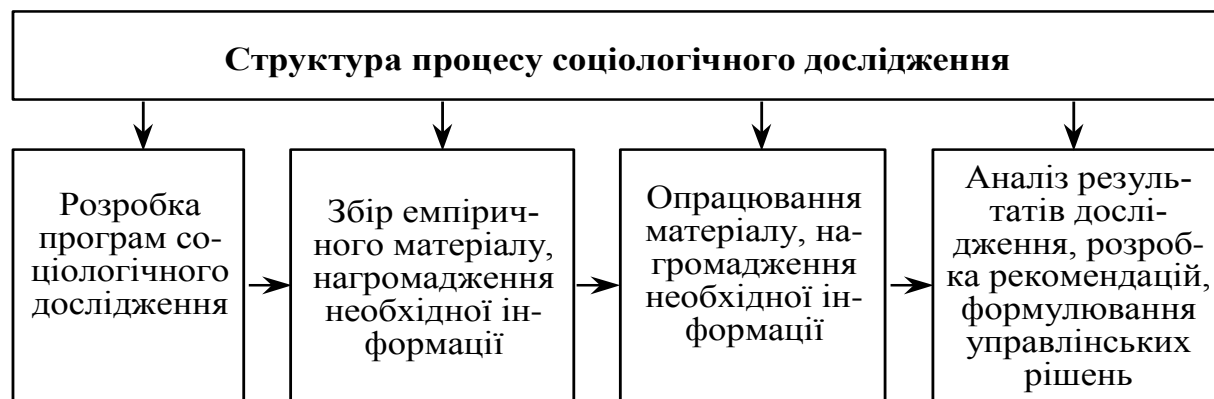 Структура процесу соціологічного дослідження
Розробка
програм со-
ціологічного
дослідження
Збір емпірич-
ного матеріалу,
нагромадження
необхідної ін-
формації
Опрацювання
матеріалу, на-
громадження
необхідної ін-
формації
Аналіз резуль-
татів дослі-
дження, розроб-
ка рекомендацій,
формулювання
управлінських
рішень